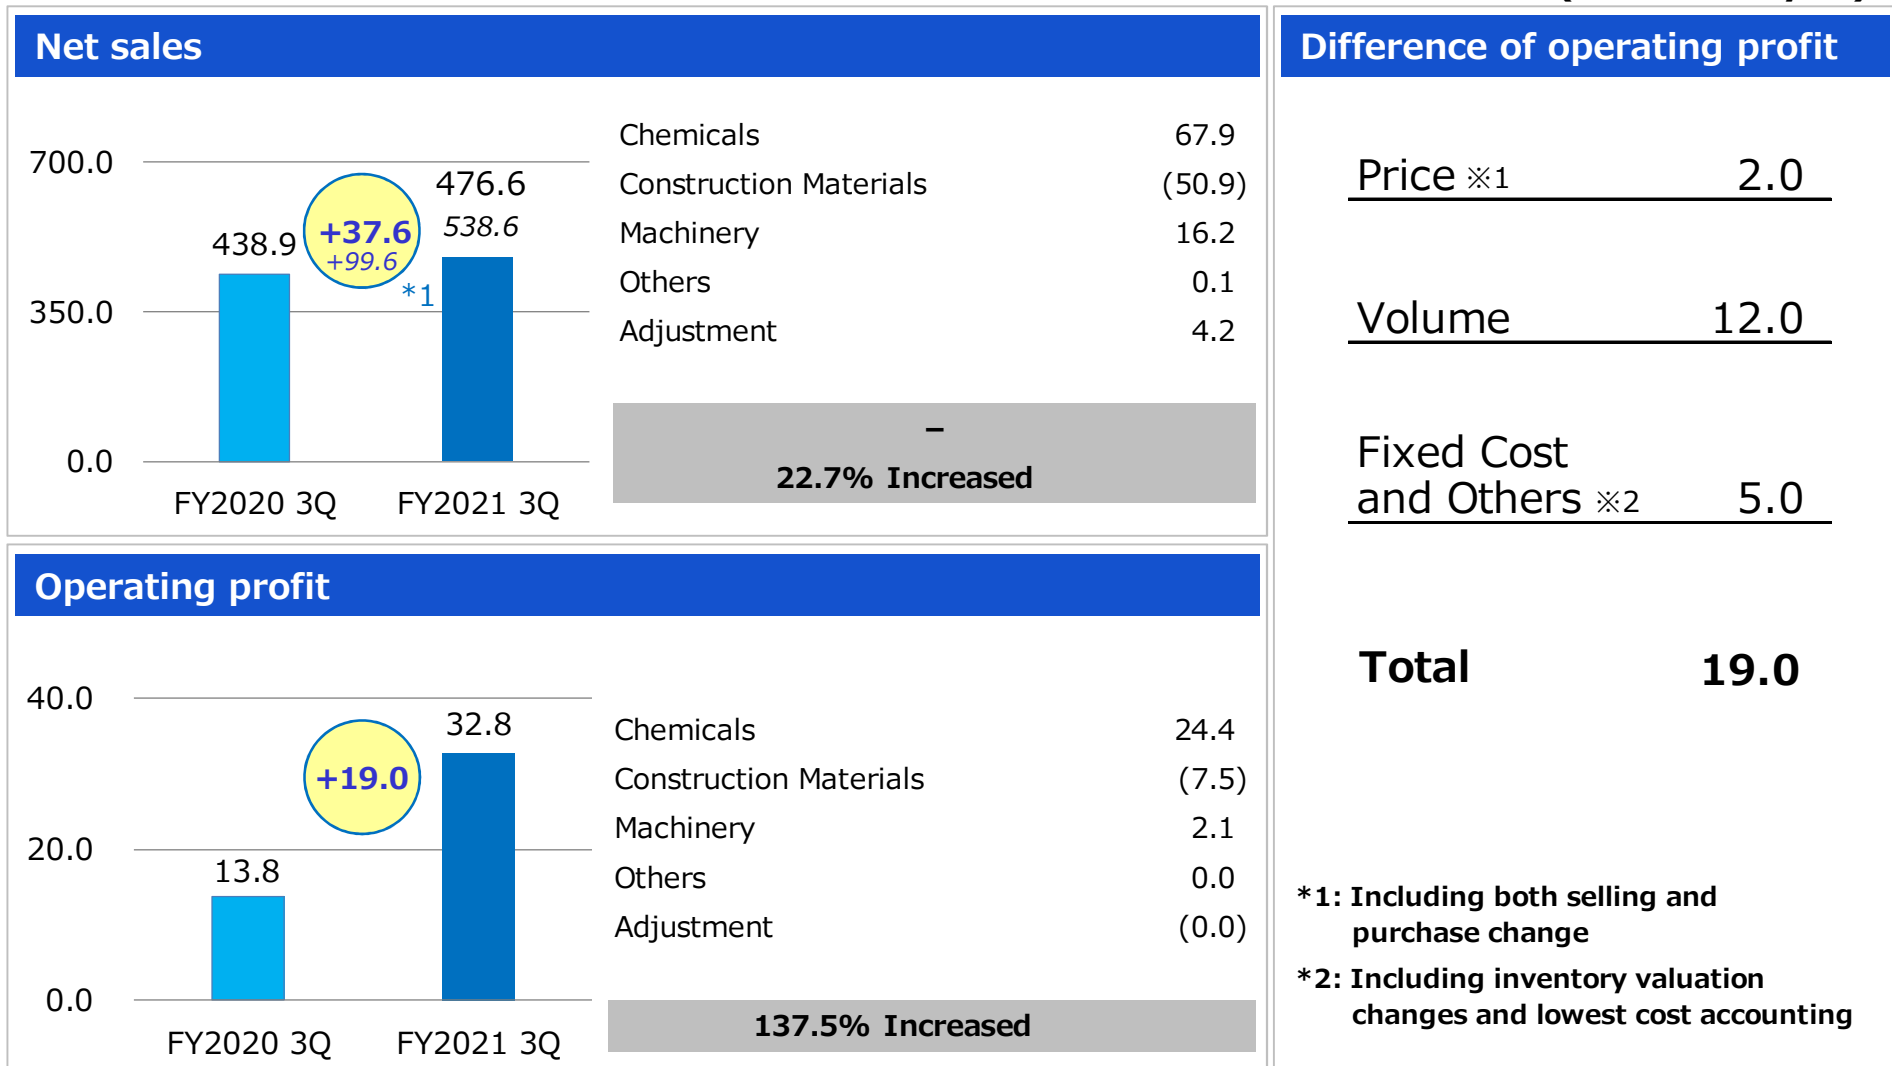 Net sales
700.0
350.0
0.0
438.9
+37.6
+99.6
*1
476.6
538.6
FY2020 3Q
FY2021 3Q
Chemicals 67.9
Construction Materials (50.9)
Machinery 16.2
Others 0.1
Adjustment 4.2
–
22.7% Increased
Operating profit
40.0
20.0
0.0
13.8
+19.0
32.8
FY2020 3Q
FY2021 3Q
Chemicals 24.4
Construction Materials (7.5)
Machinery 2.1
Others 0.0
Adjustment (0.0)
137.5% Increased
Difference of operating profit
Price ※1 2.0
Volume 12.0
Fixed Cost
and Others ※2 5.0
Total 19.0
*1: Including both selling and
purchase change
*2: Including inventory valuation
changes and lowest cost accounting